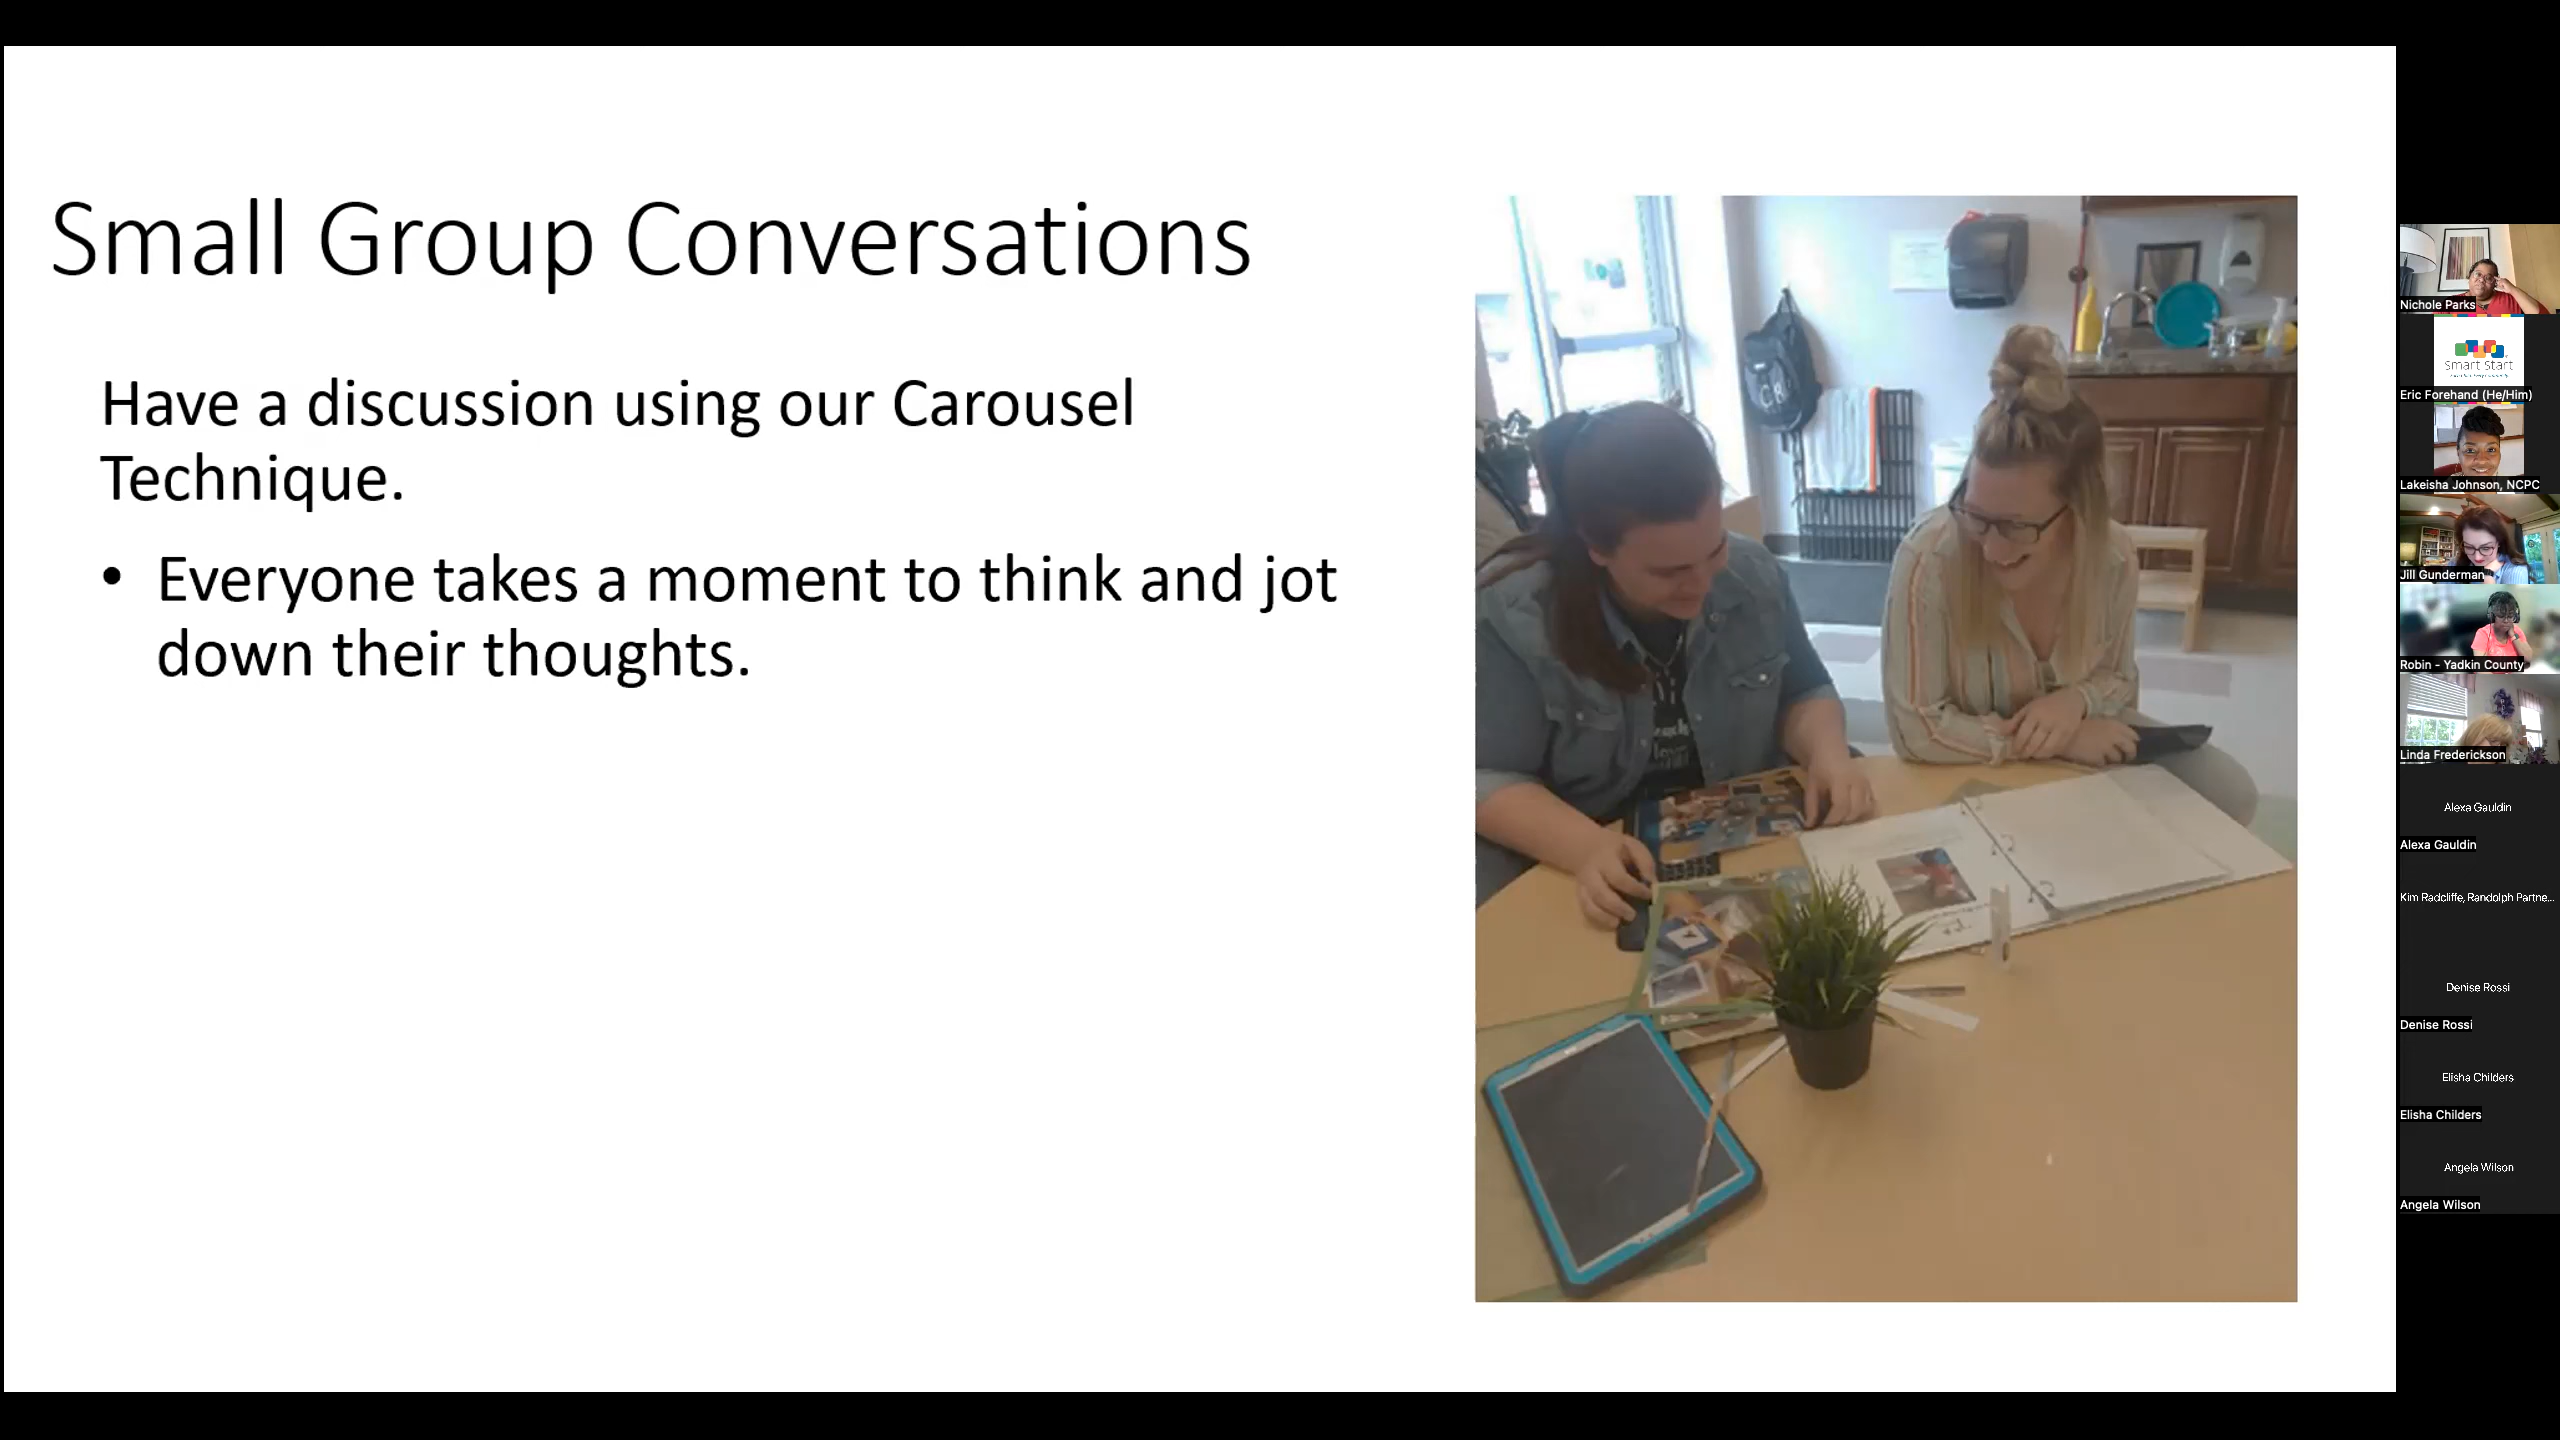 Small Group Conversations
Have a discussion using our Carousel
Technique.
• Everyone takes a moment to think and jot
down their thoughts.
Nichole Parks
Smart Start
Eric Forehand (He/Him)
Lakeisha Johnson, NCPC
Jill Gunderman
Robin - Yadkin County
Linda Frederickson
Alexa Gauldin
Alexa Gauldin
Kim Radcliffe, Randolph Partne...
Denise Rossi
Denise Rossi
Elisha Childers
Elisha Childers
Angela Wilson
Angela Wilson